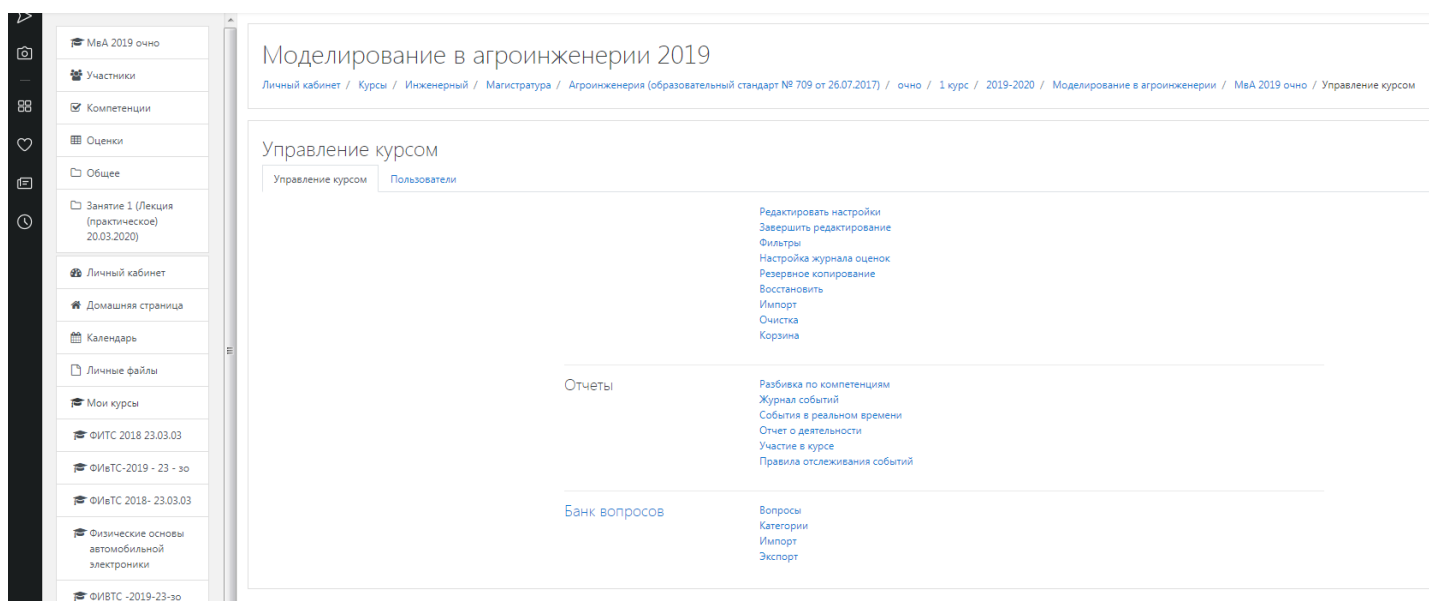 МвА 2019 очно
Участники
Компетенции
Оценки
Общее
Занятие 1 (Лекция
(практическое)
20.03.2020)
Личный кабинет
Домашняя страница
Календарь
Личные файлы
Мои курсы
ФИТС 2018 23.03.03
ФИвТС-2019 - 23 - зо
ФИвТС 2018- 23.03.03
Физические основы
автомобильной
электроники
ФИВТС -2019-23-зо
Моделирование в агроинженерии 2019
Личный кабинет / Курсы / Инженерный / Магистратура / Агроинженерия (образовательный стандарт № 709 от 26.07.2017) / очно / 1 курс / 2019-2020 / Моделирование в агроинженерии / МвА 2019 очно / Управление курсом
Управление курсом
Управление курсом Пользователи
Редактировать настройки
Завершить редактирование
Фильтры
Настройка журнала оценок
Резервное копирование
Восстановить
Импорт
Очистка
Корзина
Отчеты
Разбивка по компетенциям
Журнал событий
События в реальном времени
Отчет о деятельности
Участие в курсе
Правила отслеживания событий
Банк вопросов
Вопросы
Категории
Импорт
Экспорт